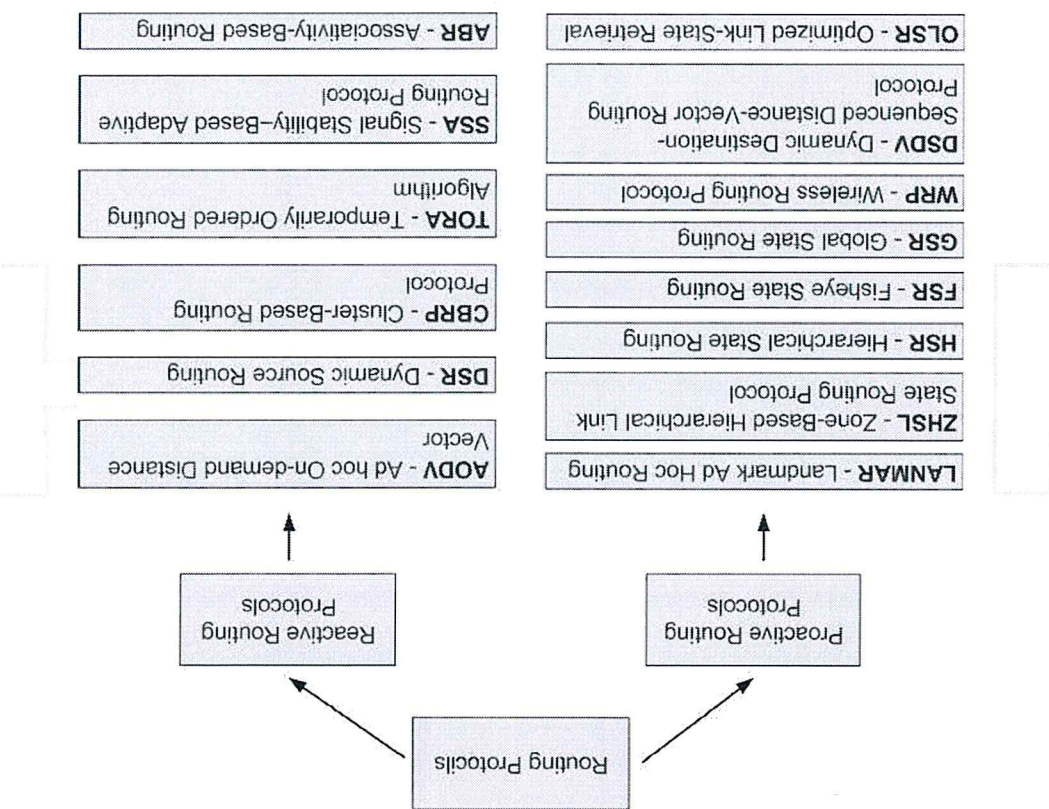 Routing Protocils
Proactive Routing
Protocols
Reactive Routing
Protocols
LANMAR - Landmark Ad Hoc Routing
ZHSL - Zone-Based Hierarchical Link
State Routing Protocol
HSR - Hierarchical State Routing
FSR - Fisheye State Routing
GSR - Global State Routing
WRP - Wireless Routing Protocol
DSDV - Dynamic Destination-
Sequenced Distance-Vector Routing
Protocol
OLSR - Optimized Link-State Retrieval
AODV - Ad hoc On-demand Distance
Vector
DSR - Dynamic Source Routing
CBRP - Cluster-Based Routing
Protocol
TORA - Temporarily Ordered Routing
Algorithm
SSA - Signal Stability–Based Adaptive
Routing Protocol
ABR - Associativity-Based Routing